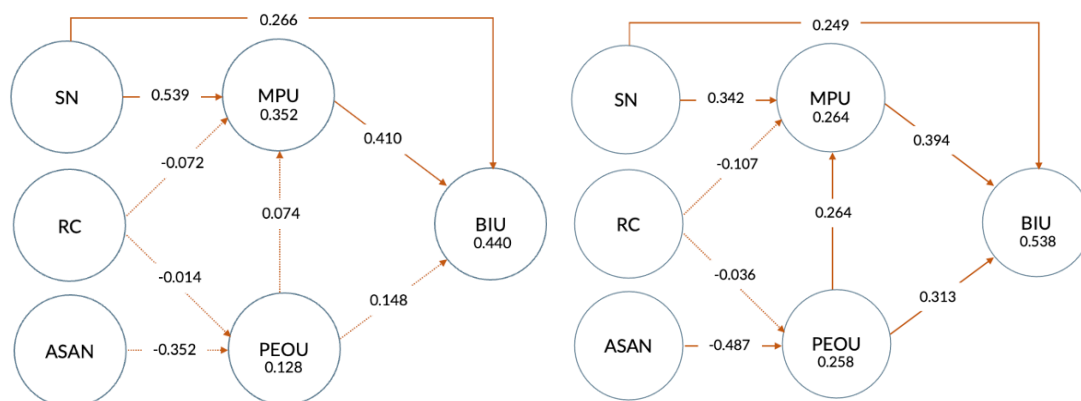 0.266
SN
0.539
MPU
0.352
0.410
-0.072
RC
0.074
BIU
0.440
-0.014
0.148
ASAN
-0.352
PEOU
0.128
0.249
SN
0.342
MPU
0.264
0.394
-0.107
RC
0.264
BIU
0.538
-0.036
0.313
ASAN
-0.487
PEOU
0.258